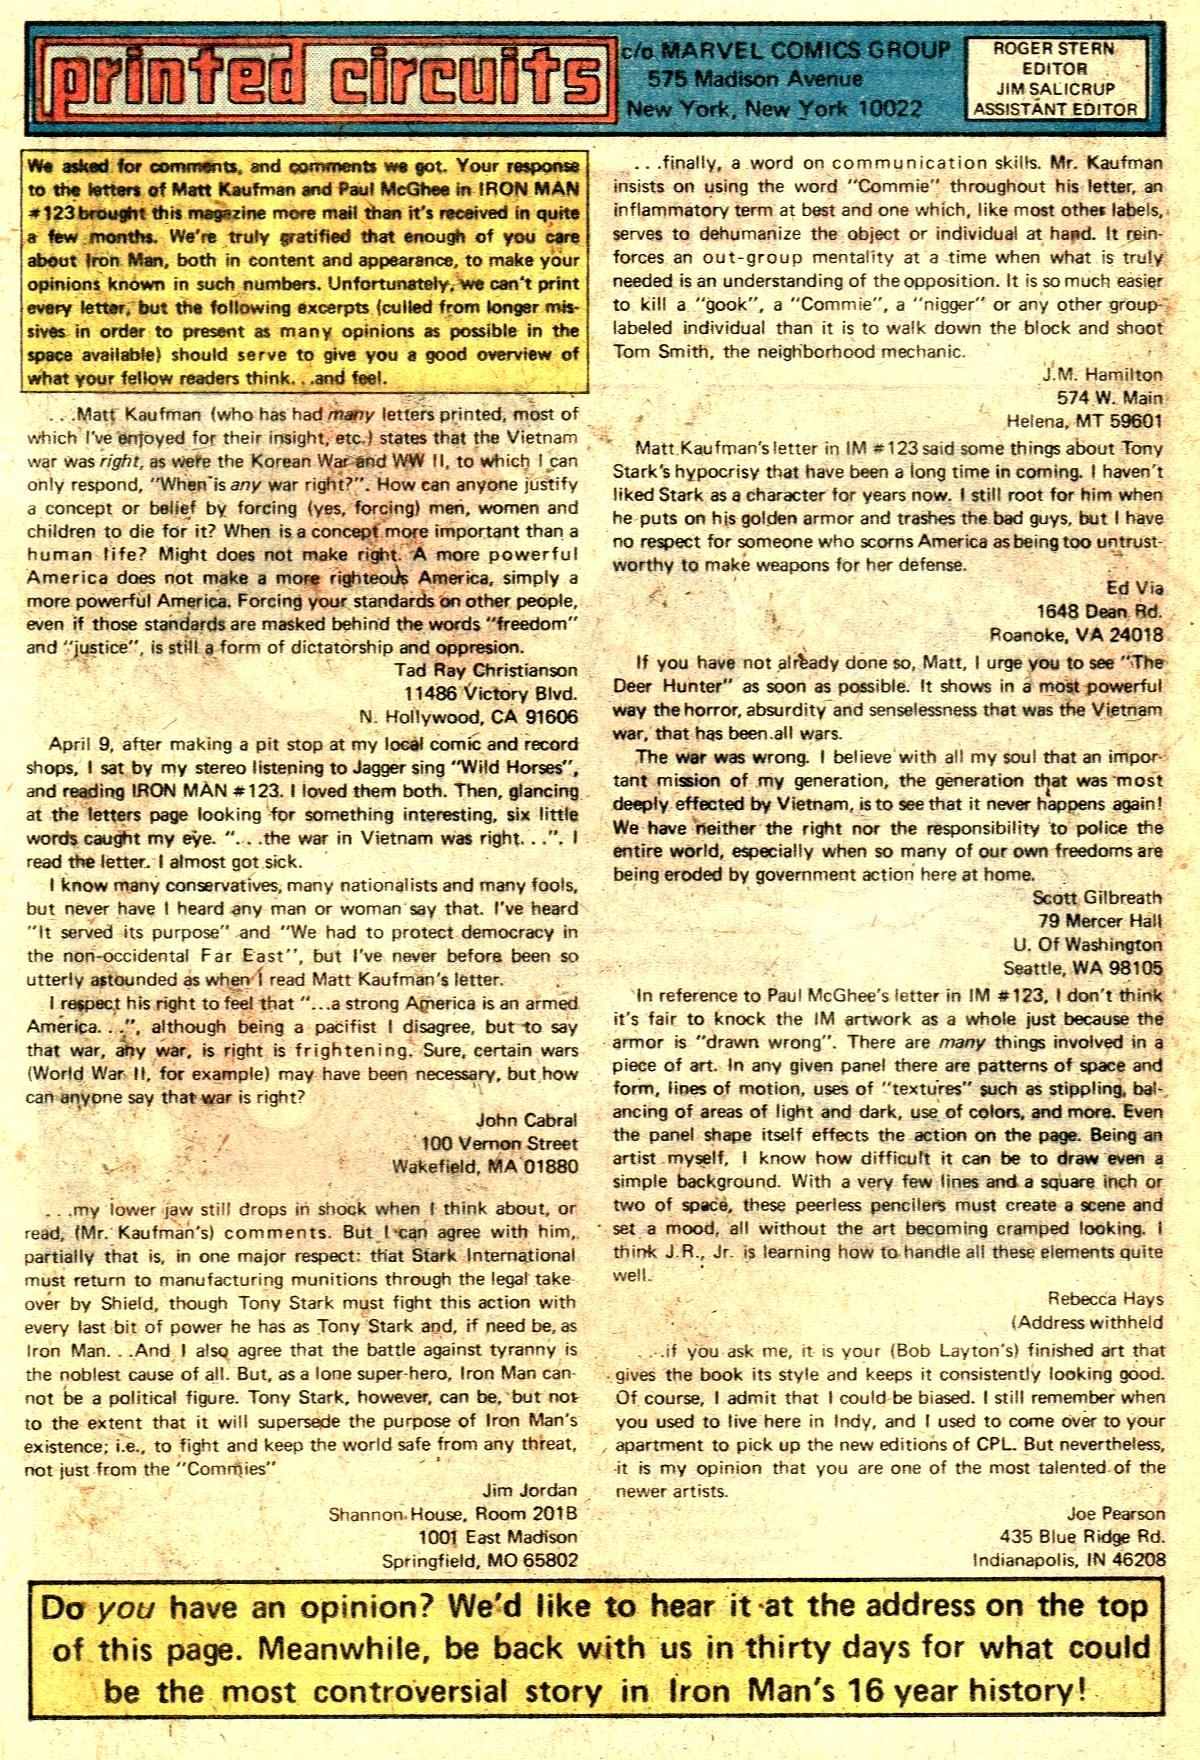 printed circuits
c/o MARVEL COMICS GROUP
575 Madison Avenue
New York, New York 10022
ROGER STERN
EDITOR
JIM SALICRUP
ASSISTANT EDITOR
We asked for comments, and comments we got. Your response
to the letters of Matt Kaufman and Paul McGhee in IRON MAN
#123 brought this magazine more mail than it's received in quite
a few months. We're truly gratified that enough of you care
about Iron Man, both in content and appearance, to make your
opinions known in such numbers. Unfortunately, we can't print
every letter, but the following excerpts (culled from longer mis-
sives in order to present as many opinions as possible in the
space available) should serve to give you a good overview of
what your fellow readers think. . .and feel.
. . .Matt Kaufman (who has had many letters printed, most of
which I've enjoyed for their insight, etc.) states that the Vietnam
war was right, as were the Korean War and WW II, to which I can
only respond, "When is any war right?". How can anyone justify
a concept or belief by forcing (yes, forcing) men, women and
children to die for it? When is a concept more important than a
human life? Might does not make right. A more powerful
America does not make a more righteous America, simply a
more powerful America. Forcing your standards on other people,
even if those standards are masked behind the words "freedom"
and "justice", is still a form of dictatorship and oppresion.
Tad Ray Christianson
11486 Victory Blvd.
N. Hollywood, CA 91606
April 9, after making a pit stop at my local comic and record
shops, I sat by my stereo listening to Jagger sing "Wild Horses",
and reading IRON MAN #123. I loved them both. Then, glancing
at the letters page looking for something interesting, six little
words caught my eye. ". . .the war in Vietnam was right. . .". I
read the letter. I almost got sick.
I know many conservatives, many nationalists and many fools,
but never have I heard any man or woman say that. I've heard
"It served its purpose" and "We had to protect democracy in
the non-occidental Far East", but I've never before been so
utterly astounded as when I read Matt Kaufman's letter.
I respect his right to feel that "...a strong America is an armed
America. . .", although being a pacifist I disagree, but to say
that war, any war, is right is frightening. Sure, certain wars
(World War II, for example) may have been necessary, but how
can anyone say that war is right?
John Cabral
100 Vernon Street
Wakefield, MA 01880
. . .my lower jaw still drops in shock when I think about, or
read, (Mr. Kaufman's) comments. But I can agree with him,
partially that is, in one major respect: that Stark International
must return to manufacturing munitions through the legal take
over by Shield, though Tony Stark must fight this action with
every last bit of power he has as Tony Stark and, if need be, as
Iron Man. . .And I also agree that the battle against tyranny is
the noblest cause of all. But, as a lone super-hero, Iron Man can-
not be a political figure. Tony Stark, however, can be, but not
to the extent that it will supersede the purpose of Iron Man's
existence; i.e., to fight and keep the world safe from any threat,
not just from the "Commies"
Jim Jordan
Shannon House, Room 201B
1001 East Madison
Springfield, MO 65802
. . .finally, a word on communication skills. Mr. Kaufman
insists on using the word "Commie" throughout his letter, an
inflammatory term at best and one which, like most other labels,
serves to dehumanize the object or individual at hand. It rein-
forces an out-group mentality at a time when what is truly
needed is an understanding of the opposition. It is so much easier
to kill a "gook", a "Commie", a "nigger" or any other group-
labeled individual than it is to walk down the block and shoot
Tom Smith, the neighborhood mechanic.
J.M. Hamilton
574 W. Main
Helena, MT 59601
Matt Kaufman's letter in IM #123 said some things about Tony
Stark's hypocrisy that have been a long time in coming. I haven't
liked Stark as a character for years now. I still root for him when
he puts on his golden armor and trashes the bad guys, but I have
no respect for someone who scorns America as being too untrust-
worthy to make weapons for her defense.
Ed Via
1648 Dean Rd.
Roanoke, VA 24018
If you have not already done so, Matt, I urge you to see "The
Deer Hunter" as soon as possible. It shows in a most powerful
way the horror, absurdity and senselessness that was the Vietnam
war, that has been all wars.
The war was wrong. I believe with all my soul that an impor-
tant mission of my generation, the generation that was most
deeply effected by Vietnam, is to see that it never happens again!
We have neither the right nor the responsibility to police the
entire world, especially when so many of our own freedoms are
being eroded by government action here at home.
Scott Gilbreath
79 Mercer Hall
U. Of Washington
Seattle, WA 98105
In reference to Paul McGhee's letter in IM #123, I don't think
it's fair to knock the IM artwork as a whole just because the
armor is "drawn wrong". There are many things involved in a
piece of art. In any given panel there are patterns of space and
form, lines of motion, uses of "textures" such as stippling, bal-
ancing of areas of light and dark, use of colors, and more. Even
the panel shape itself effects the action on the page. Being an
artist myself, I know how difficult it can be to draw even a
simple background. With a very few lines and a square inch or
two of space, these peerless pencilers must create a scene and
set a mood, all without the art becoming cramped looking. I
think J.R., Jr. is learning how to handle all these elements quite
well.
Rebecca Hays
(Address withheld
. . .if you ask me, it is your (Bob Layton's) finished art that
gives the book its style and keeps it consistently looking good.
Of course, I admit that I could be biased. I still remember when
you used to live here in Indy, and I used to come over to your
apartment to pick up the new editions of CPL. But nevertheless,
it is my opinion that you are one of the most talented of the
newer artists.
Joe Pearson
435 Blue Ridge Rd.
Indianapolis, IN 46208
Do you have an opinion? We'd like to hear it at the address on the top
of this page. Meanwhile, be back with us in thirty days for what could
be the most controversial story in Iron Man's 16 year history!